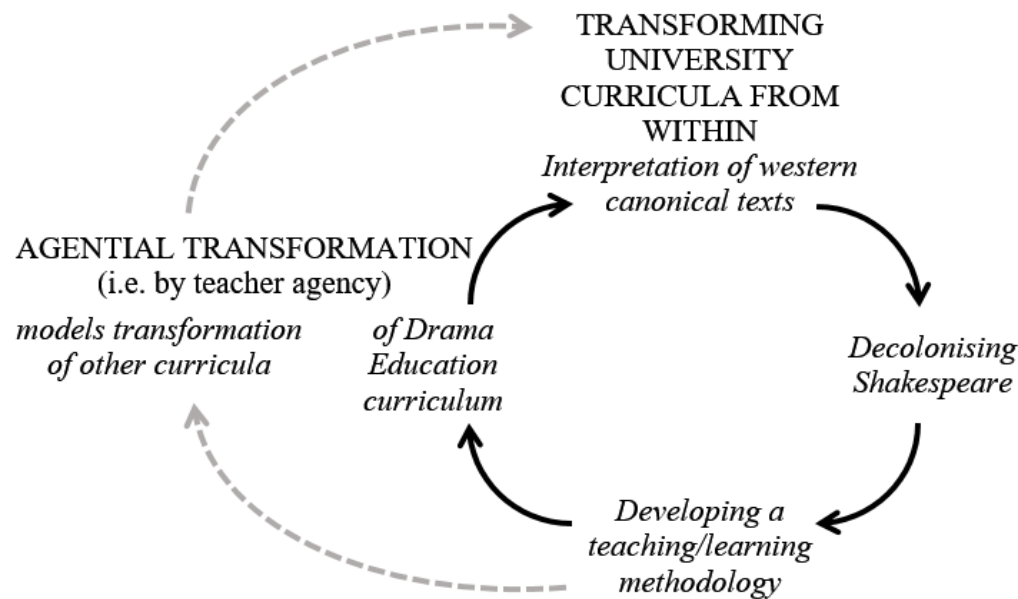 TRANSFORMING
UNIVERSITY
CURRICULA FROM
WITHIN
Interpretation of western
canonical texts
AGENTIAL TRANSFORMATION
(i.e. by teacher agency)
models transformation
of other curricula
of Drama
Education
curriculum
Decolonising
Shakespeare
Developing a
teaching/learning
methodology